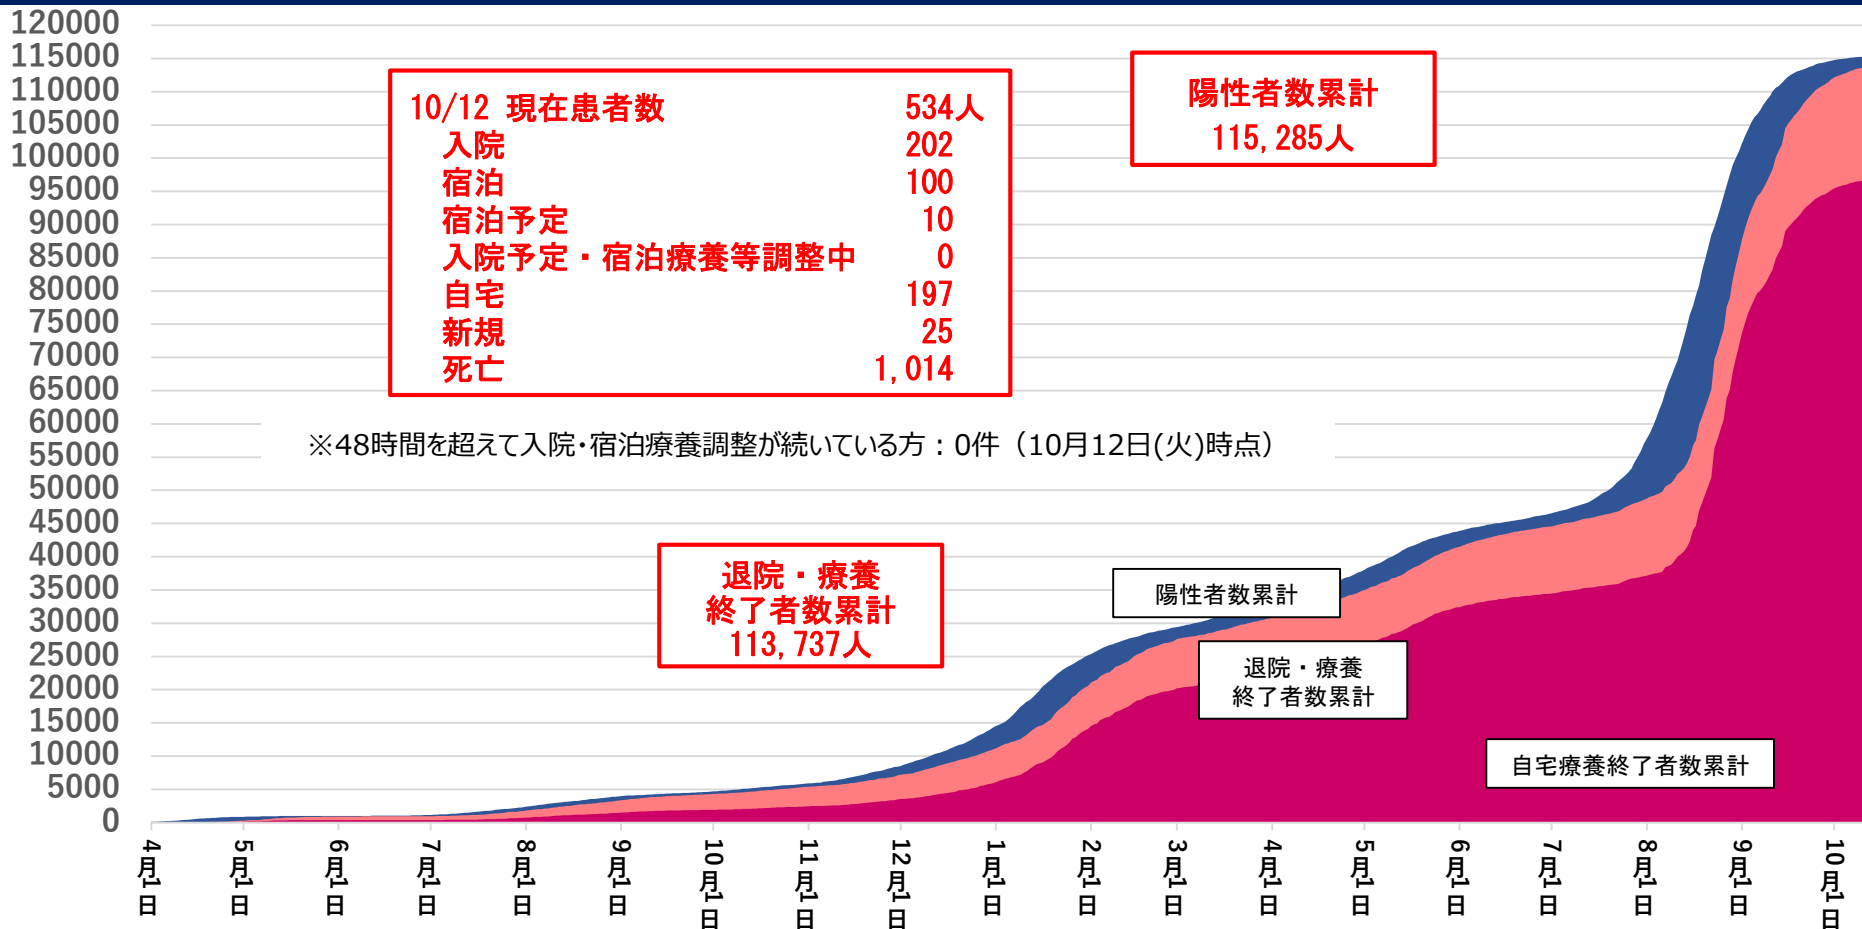 120000
115000
110000
105000
100000
95000
90000
85000
80000
75000
70000
65000
60000
55000
50000
45000
40000
35000
30000
25000
20000
15000
10000
5000
0
10/12 現在患者数 534人
入院 202
宿泊 100
宿泊予定 10
入院予定・宿泊療養等調整中 0
自宅 197
新規 25
死亡 1,014
陽性者数累計
115,285人
※48時間を超えて入院・宿泊療養調整が続いている方：0件（10月12日(火)時点）
退院・療養
終了者数累計
113,737人
陽性者数累計
退院・療養
終了者数累計
自宅療養終了者数累計
4月1日
5月1日
6月1日
7月1日
8月1日
9月1日
10月1日
11月1日
12月1日
1月1日
2月1日
3月1日
4月1日
5月1日
6月1日
7月1日
8月1日
9月1日
10月1日